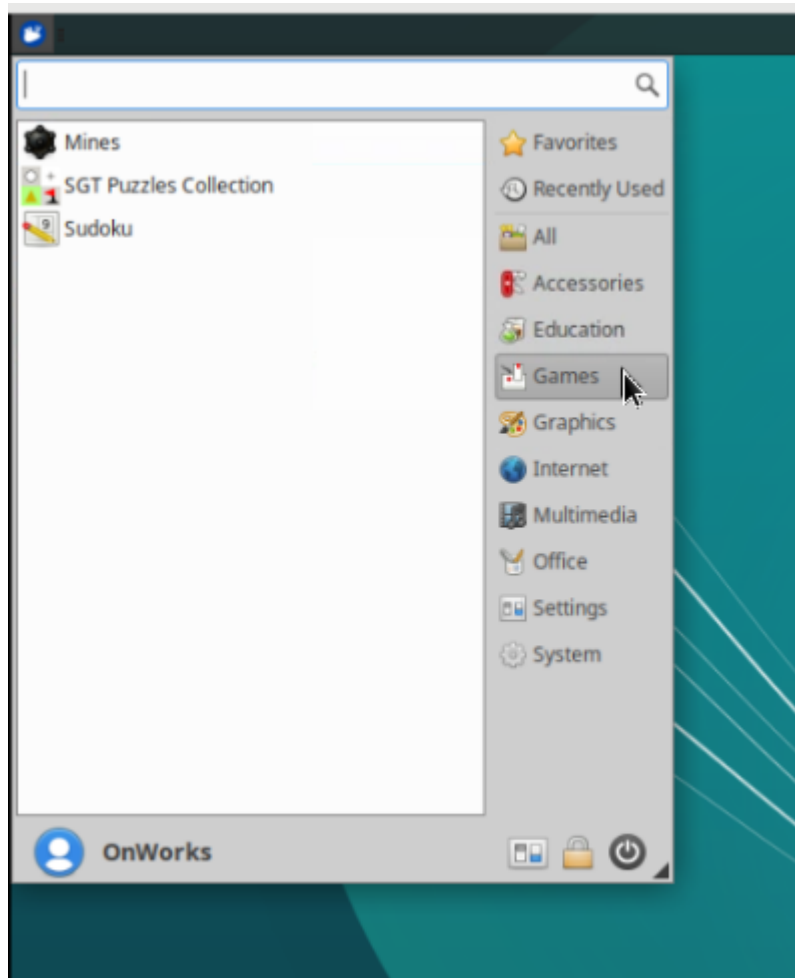 Mines
SGT Puzzles Collection
Sudoku
Favorites
Recently Used
All
Accessories
Education
Games
Graphics
Internet
Multimedia
Office
Settings
System
OnWorks